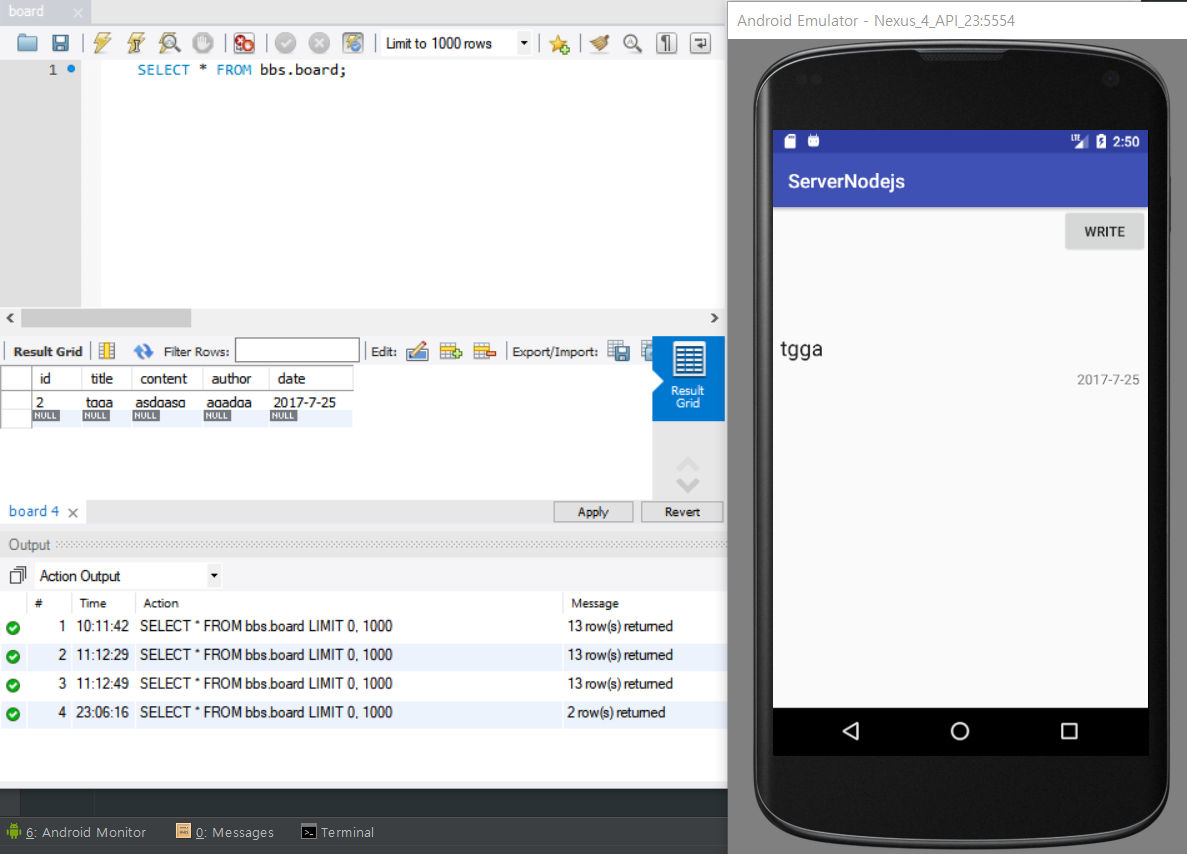 board
Limit to 1000 rows
1
SELECT * FROM bbs.board;
Result Grid
Filter Rows:
Edit:
Export/Import:
id title content author date
2 tgga asdgasg agadga 2017-7-25
NULL NULL NULL NULL NULL
Result
Grid
board 4
Apply
Revert
Output
Action Output
# Time Action Message
1 10:11:42 SELECT * FROM bbs.board LIMIT 0, 1000 13 row(s) returned
2 11:12:29 SELECT * FROM bbs.board LIMIT 0, 1000 13 row(s) returned
3 11:12:49 SELECT * FROM bbs.board LIMIT 0, 1000 13 row(s) returned
4 23:06:16 SELECT * FROM bbs.board LIMIT 0, 1000 2 row(s) returned
6: Android Monitor
0: Messages
Terminal
Android Emulator - Nexus_4_API_23:5554
LTE 2:50
ServerNodejs
WRITE
tgga
2017-7-25